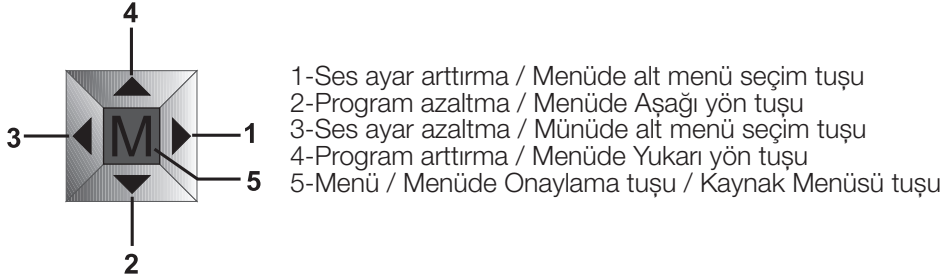 4
3
M
1
5
2
1-Ses ayar arttırma / Menüde alt menü seçim tuşu
2-Program azaltma / Menüde Aşağı yön tuşu
3-Ses ayar azaltma / Münüde alt menü seçim tuşu
4-Program arttırma / Menüde Yukarı yön tuşu
5-Menü / Menüde Onaylama tuşu / Kaynak Menüsü tuşu